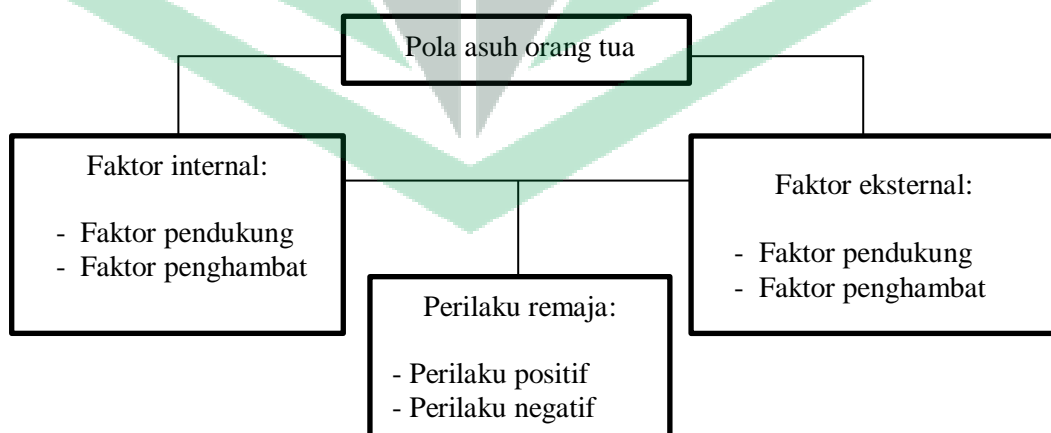 Pola asuh orang tua
Faktor internal:
- Faktor pendukung
- Faktor penghambat
Faktor eksternal:
- Faktor pendukung
- Faktor penghambat
Perilaku remaja:
- Perilaku positif
- Perilaku negatif